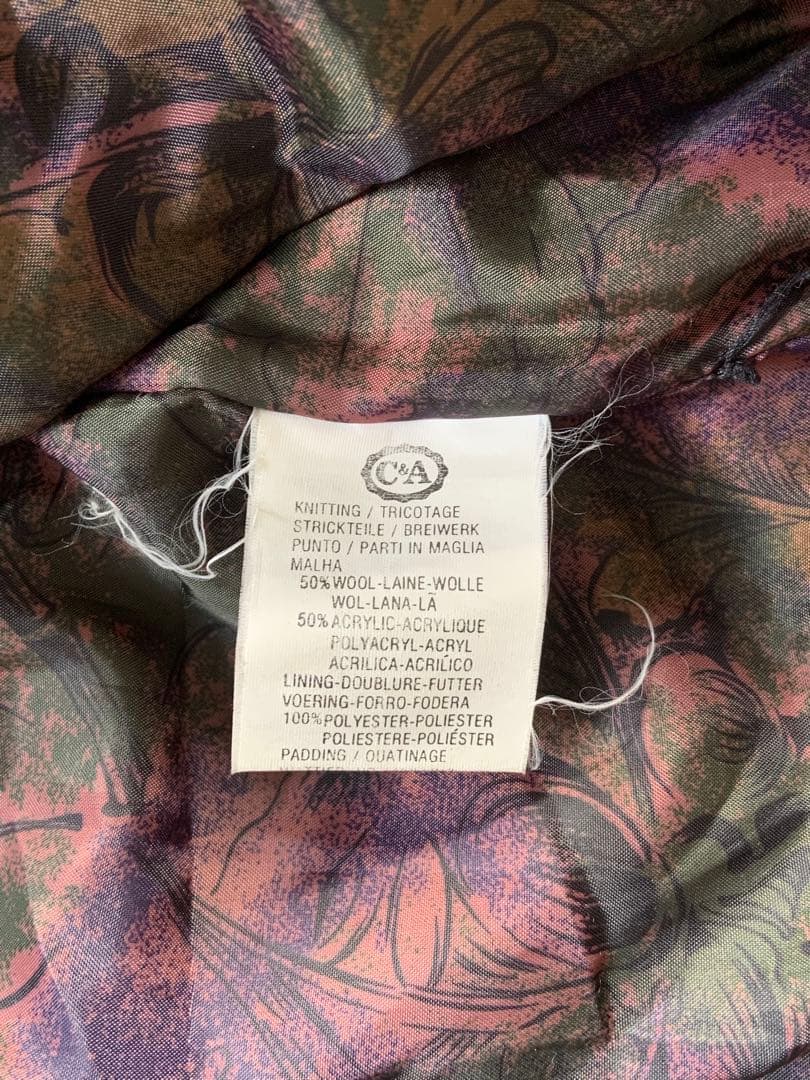 C&A
KNITTING / TRICOTAGE
STRICKTEILE / BREIWERK
PUNTO / PARTI IN MAGLIA
MALHA
50% WOOL-LAINE-WOLLE
WOL-LANA-LÃ
50% ACRYLIC-ACRYLIQUE
POLYACRYL-ACRYL
ACRILICA-ACRÍLICO
LINING-DOUBLURE-FUTTER
VOERING-FORRO-FODERA
100% POLYESTER-POLIESTER
POLIESTERE-POLIÉSTER
PADDING / OUATINAGE